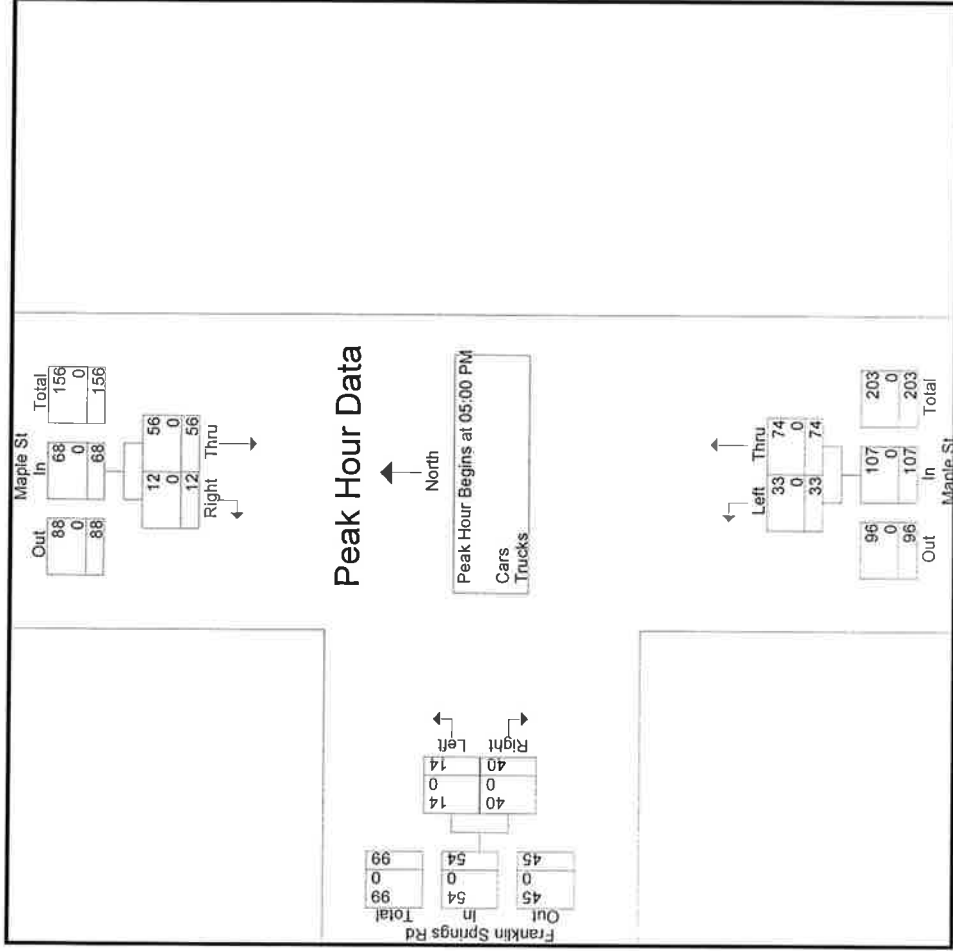 Maple St
Out In Total
88 68 156
0 0 0
88 68 156
12 56
0 0
12 56
Right Thru
Peak Hour Data
North
Peak Hour Begins at 05:00 PM
Cars
Trucks
Franklin Springs Rd
Total
99 0 99
In
54 0 54
Out
45 0 45
14 0 14
Left
40 0 40
Right
Left Thru
33 74
0 0
33 74
96 107 203
0 0 0
96 107 203
Out In Total
Maple St